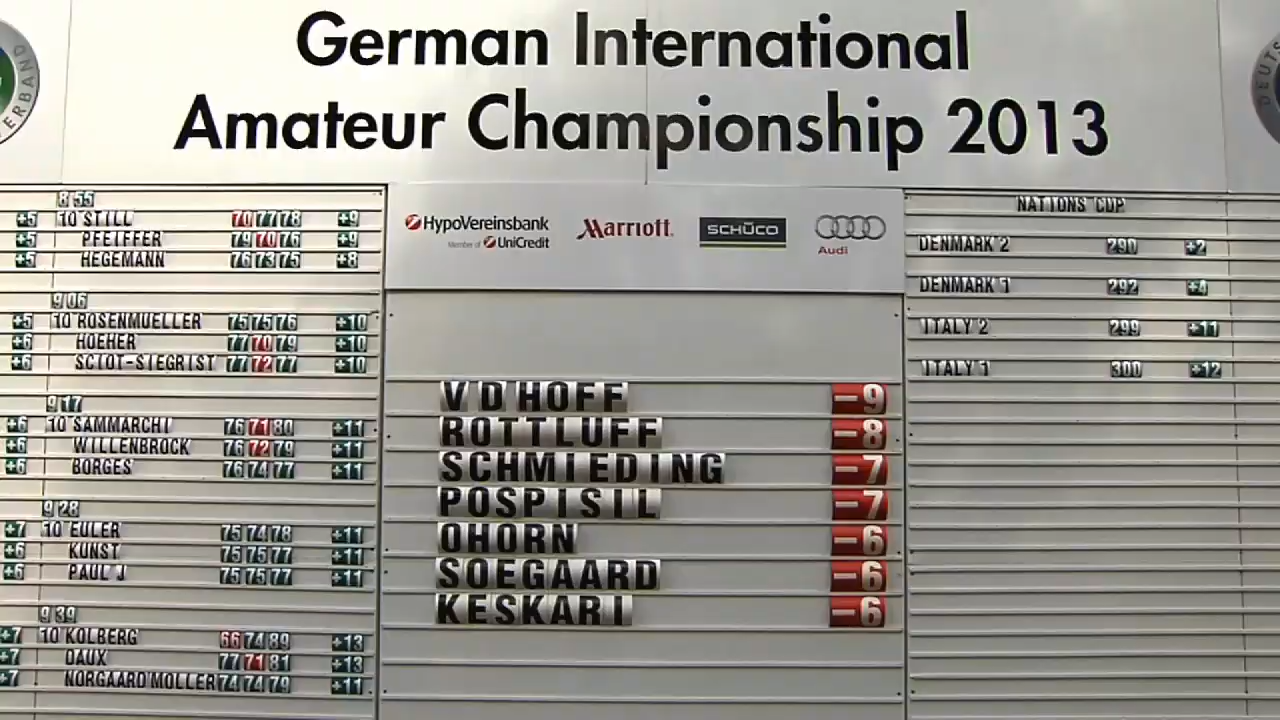 German International
Amateur Championship 2013
ERBAND
DEUTS
HypoVereinsbank
Member of UniCredit
Marriott
SCHÜCO
Audi
8 55
+5 10 STILL 70 77 78 +9
+5 PFEIFFER 79 70 76 +9
+5 HEGEMANN 76 73 75 +8
9 06
+5 10 ROSENMUELLER 75 75 76 +10
+6 HOEHER 77 70 79 +10
+6 SCIOT-SIEGRIST 77 72 77 +10
9 17
+6 10 SAMMARCHI 76 71 80 +11
+6 WILLENBROCK 76 72 79 +11
+6 BORGES 76 74 77 +11
9 28
+7 10 EULER 75 74 78 +11
+6 KUNST 75 75 77 +11
+6 PAUL J 75 75 77 +11
9 39
+7 10 KOLBERG 66 74 89 +13
+7 DAUX 77 71 81 +13
+7 NORGAARD MOLLER 74 74 79 +11
V D HOFF -9
ROTTLUFF -8
SCHMIEDING -7
POSPISIL -7
OHORN -6
SOEGAARD -6
KESKARI -6
NATIONS CUP
DENMARK 2 290 +2
DENMARK 1 292 +4
ITALY 2 299 +11
ITALY 1 300 +12